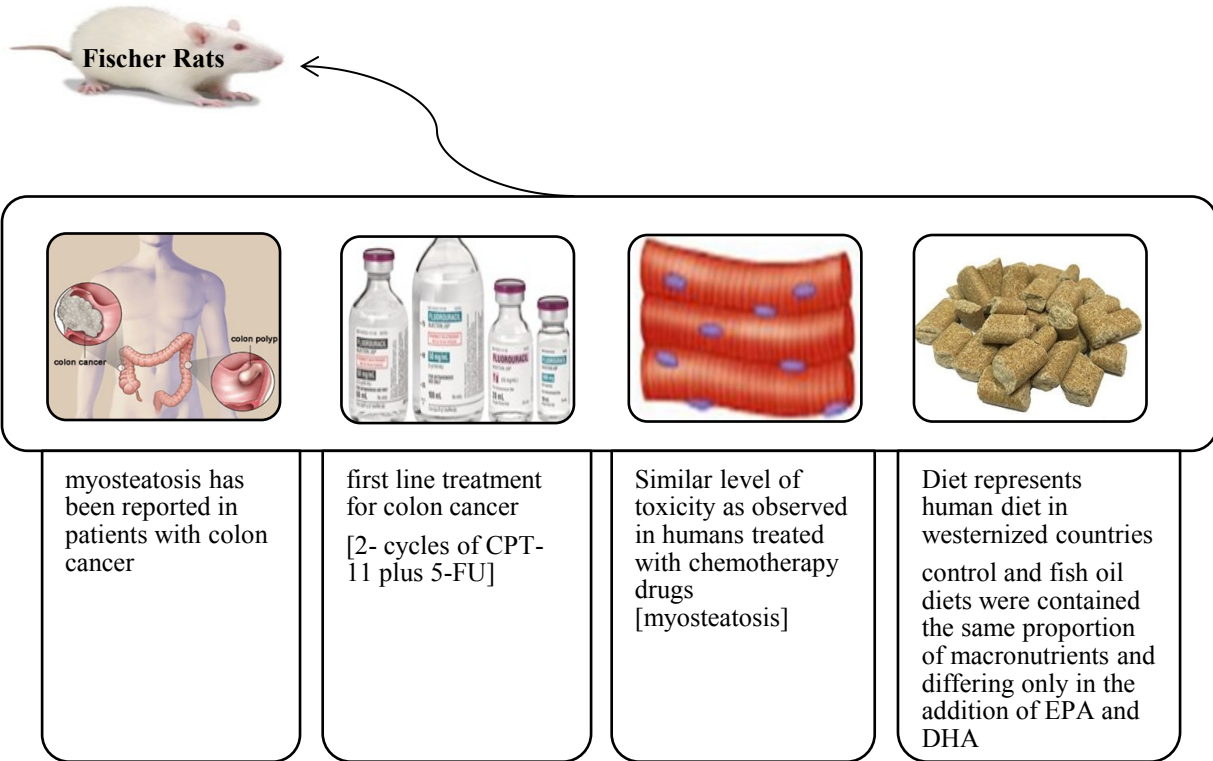 Fischer Rats
colon cancer
colon polyp
FLUOROURACIL
FLUOROURACIL
FLUOROURACIL
myosteatosis has
been reported in
patients with colon
cancer
first line treatment
for colon cancer
[2- cycles of CPT-
11 plus 5-FU]
Similar level of
toxicity as observed
in humans treated
with chemotherapy
drugs
[myosteatosis]
Diet represents
human diet in
westernized countries
control and fish oil
diets were contained
the same proportion
of macronutrients and
differing only in the
addition of EPA and
DHA